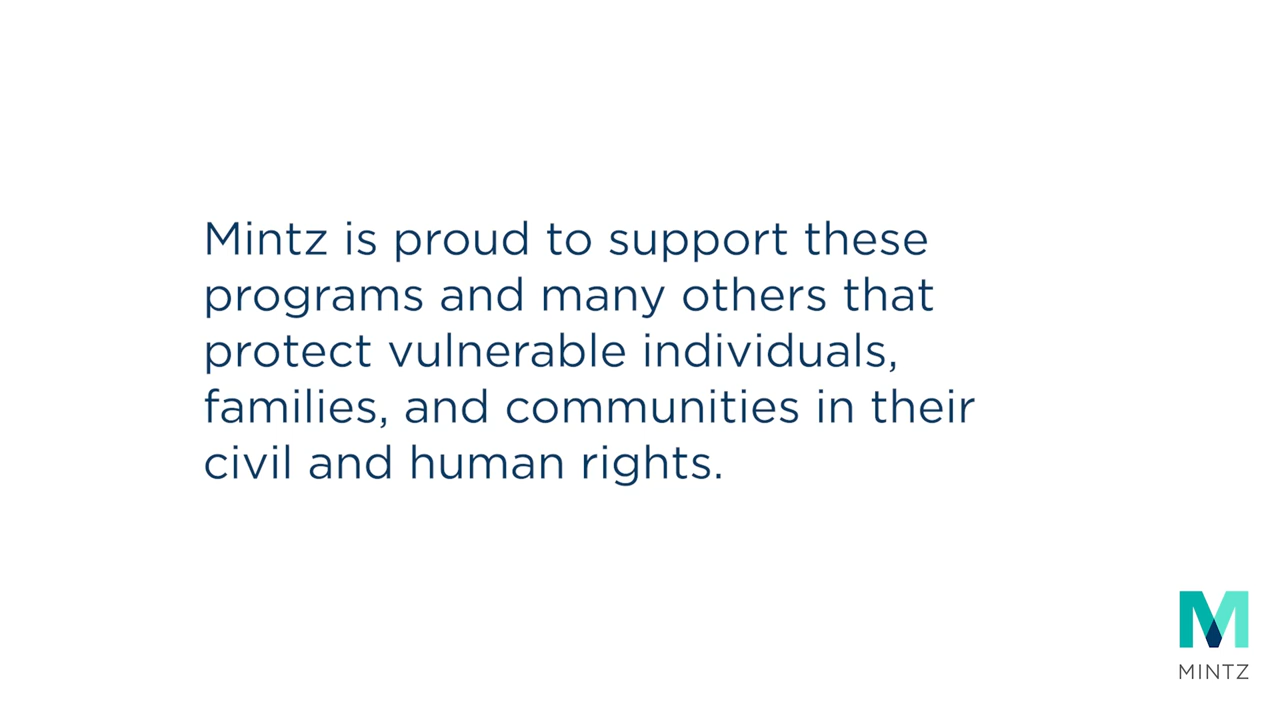 Mintz is proud to support these
programs and many others that
protect vulnerable individuals,
families, and communities in their
civil and human rights.
M
MINTZ